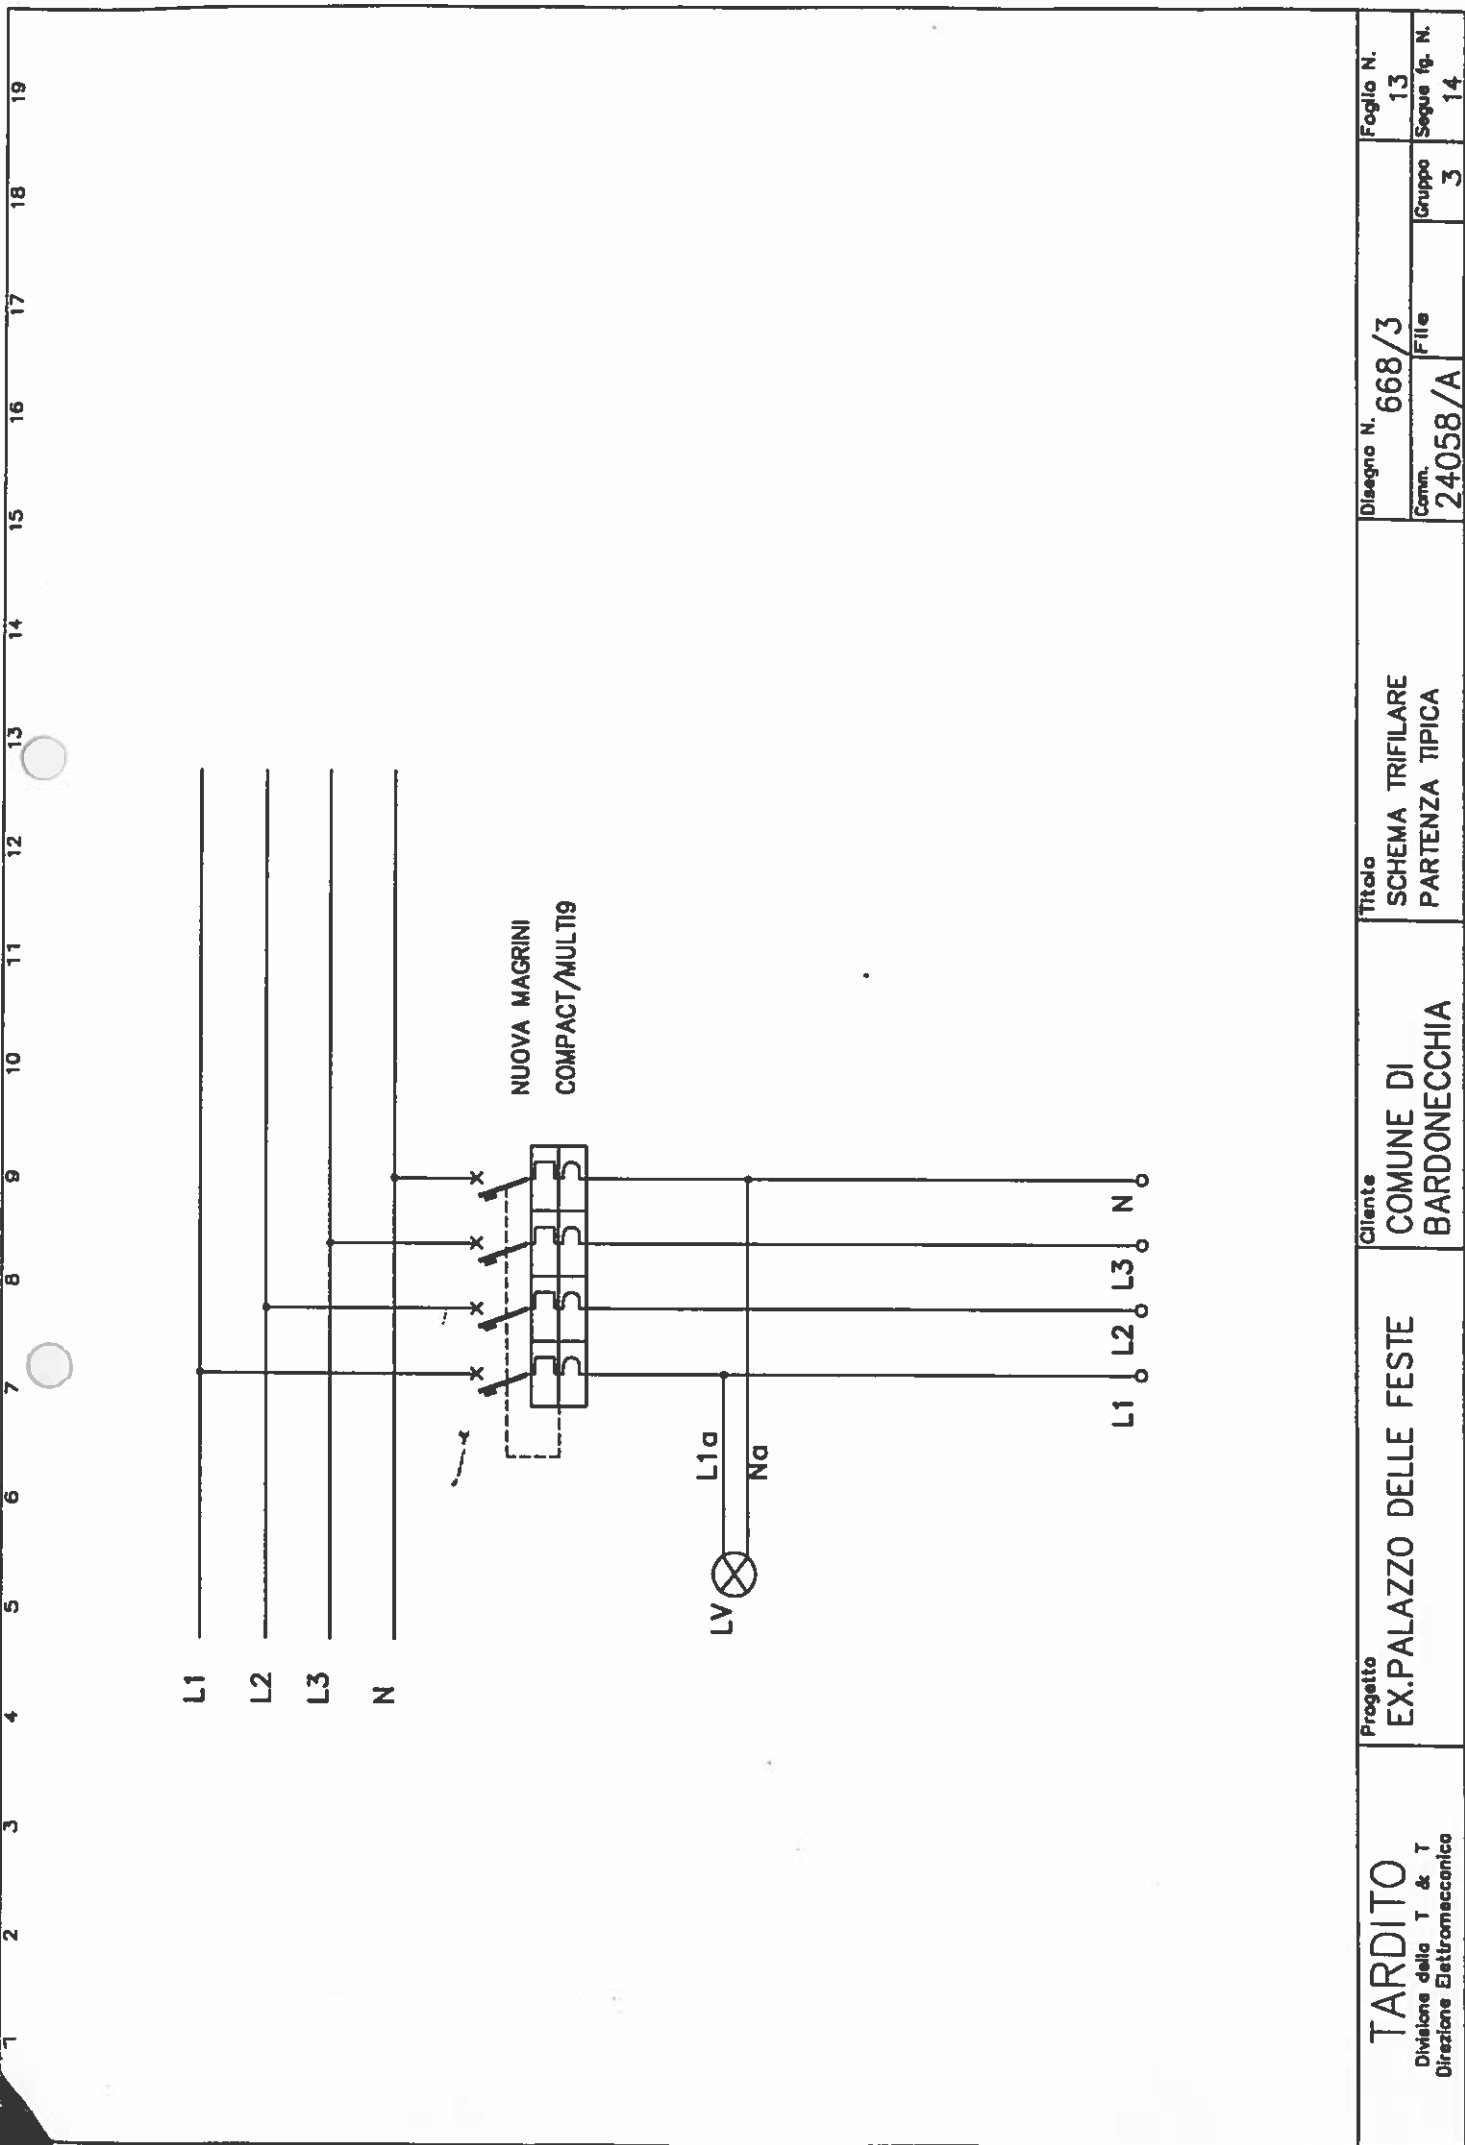 1 2 3 4 5 6 7 8 9 10 11 12 13 14 15 16 17 18 19
L1
L2
L3
N
NUOVA MAGRINI
COMPACT/MULTI9
L1a
LV
Na
L1 L2 L3 N
TARDITO
Divisione della T & T
Direzione Elettromeccanica
Progetto
EX.PALAZZO DELLE FESTE
Cliente
COMUNE DI
BARDONECCHIA
Titolo
SCHEMA TRIFILARE
PARTENZA TIPICA
Disegno N.
668/3
Comm.
24058/A
File
Gruppo
3
Foglio N.
13
Segue fg. N.
14